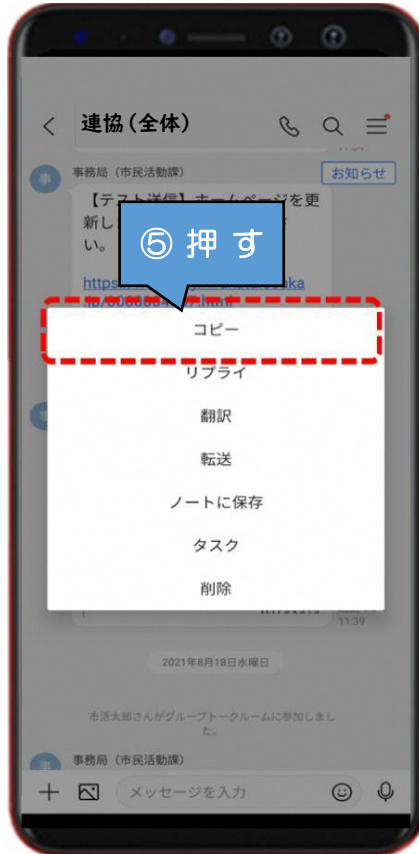 連協(全体)
事務局(市民活動課)
お知らせ
【テスト送信】ホームページを更
新し
い。
⑤ 押 す
コピー
リプライ
翻訳
転送
ノートに保存
タスク
削除
11:39
2021年8月18日水曜日
市活太郎さんがグループトークルームに参加しまし
た。
事務局(市民活動課)
メッセージを入力